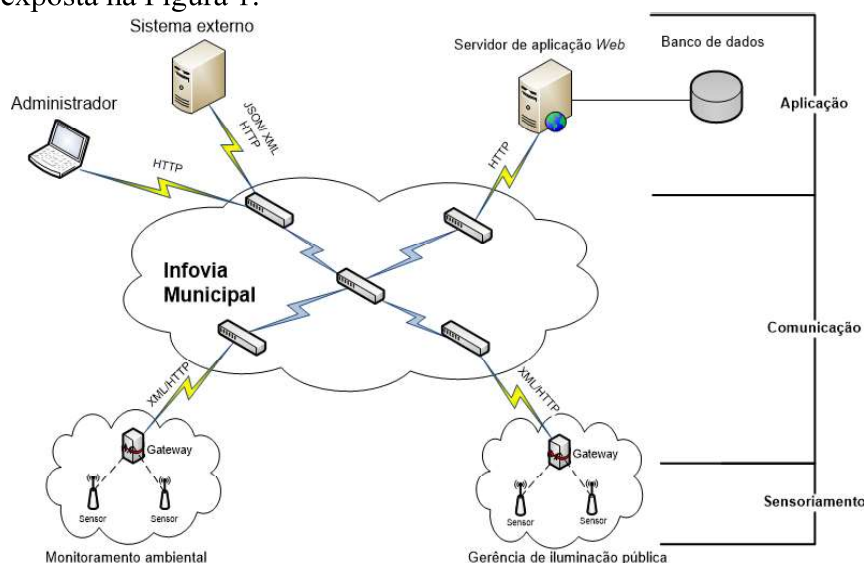 exposta na Figura 1.
Sistema externo
Servidor de aplicação Web
Banco de dados
Administrador
Aplicação
JSON/ XML
HTTP
HTTP
HTTP
Infovia
Municipal
Comunicação
XML/HTTP
XML/HTTP
Gateway
Gateway
Sensor
Sensor
Sensor
Sensor
Sensoriamento
Monitoramento ambiental
Gerência de iluminação pública